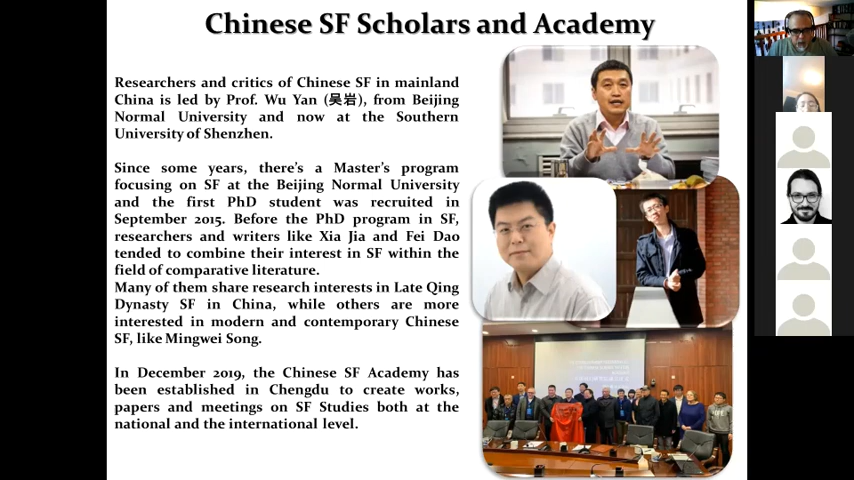 Chinese SF Scholars and Academy
Researchers and critics of Chinese SF in mainland
China is led by Prof. Wu Yan (吴岩), from Beijing
Normal University and now at the Southern
University of Shenzhen.
Since some years, there's a Master's program
focusing on SF at the Beijing Normal University
and the first PhD student was recruited in
September 2015. Before the PhD program in SF,
researchers and writers like Xia Jia and Fei Dao
tended to combine their interest in SF within the
field of comparative literature.
Many of them share research interests in Late Qing
Dynasty SF in China, while others are more
interested in modern and contemporary Chinese
SF, like Mingwei Song.
In December 2019, the Chinese SF Academy has
been established in Chengdu to create works,
papers and meetings on SF Studies both at the
national and the international level.